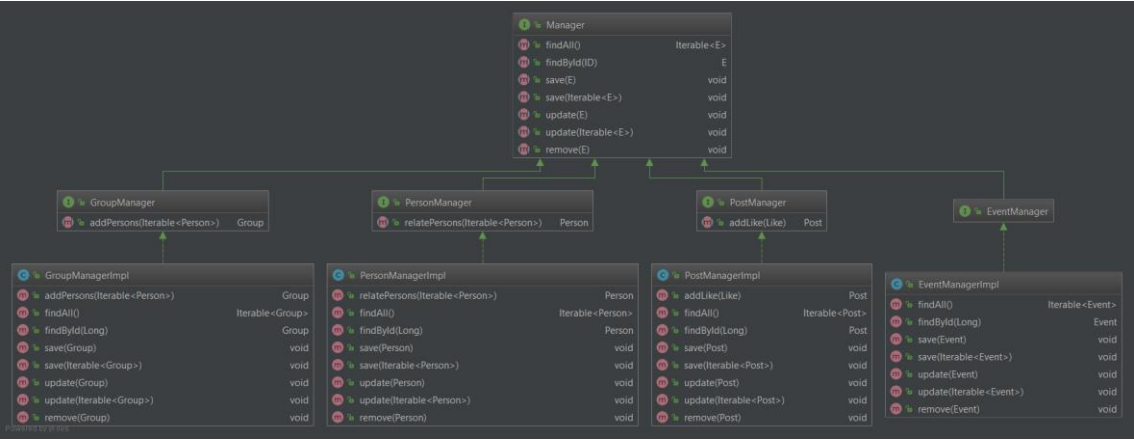 Manager
findAll() Iterable<E>
findById(ID) E
save(E) void
save(Iterable<E>) void
update(E) void
update(Iterable<E>) void
remove(E) void
GroupManager
addPersons(Iterable<Person>) Group
PersonManager
relatePersons(Iterable<Person>) Person
PostManager
addLike(Like) Post
EventManager
GroupManagerImpl
addPersons(Iterable<Person>) Group
findAll() Iterable<Group>
findById(Long) Group
save(Group) void
save(Iterable<Group>) void
update(Group) void
update(Iterable<Group>) void
remove(Group) void
PersonManagerImpl
relatePersons(Iterable<Person>) Person
findAll() Iterable<Person>
findById(Long) Person
save(Person) void
save(Iterable<Person>) void
update(Person) void
update(Iterable<Person>) void
remove(Person) void
PostManagerImpl
addLike(Like) Post
findAll() Iterable<Post>
findById(Long) Post
save(Post) void
save(Iterable<Post>) void
update(Post) void
update(Iterable<Post>) void
remove(Post) void
EventManagerImpl
findAll() Iterable<Event>
findById(Long) Event
save(Event) void
save(Iterable<Event>) void
update(Event) void
update(Iterable<Event>) void
remove(Event) void
Powered by yFiles